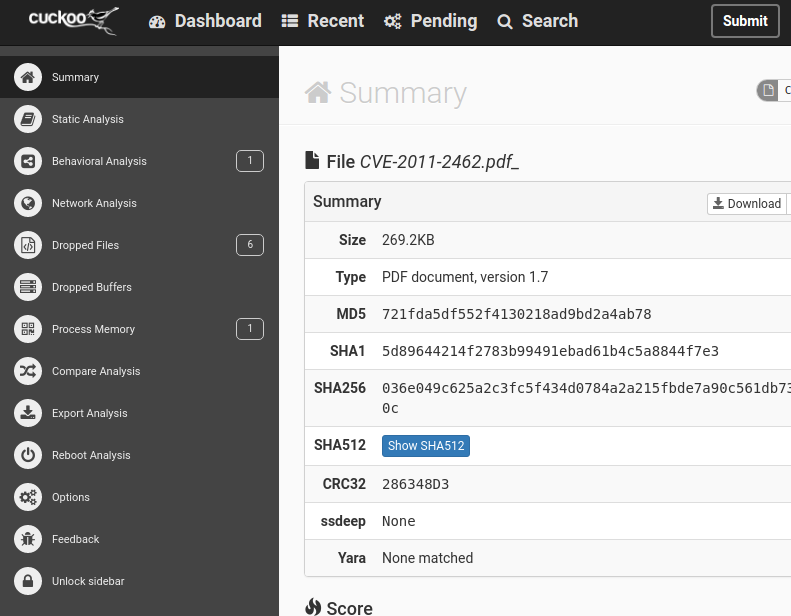 cuckoo Dashboard Recent Pending Search Submit
Summary
Static Analysis
Behavioral Analysis 1
Network Analysis
Dropped Files 6
Dropped Buffers
Process Memory 1
Compare Analysis
Export Analysis
Reboot Analysis
Options
Feedback
Unlock sidebar
Summary
File CVE-2011-2462.pdf_
Summary Download
Size 269.2KB
Type PDF document, version 1.7
MD5 721fda5df552f4130218ad9bd2a4ab78
SHA1 5d89644214f2783b99491ebad61b4c5a8844f7e3
SHA256 036e049c625a2c3fc5f434d0784a2a215fbde7a90c561db73
0c
SHA512 Show SHA512
CRC32 286348D3
ssdeep None
Yara None matched
Score